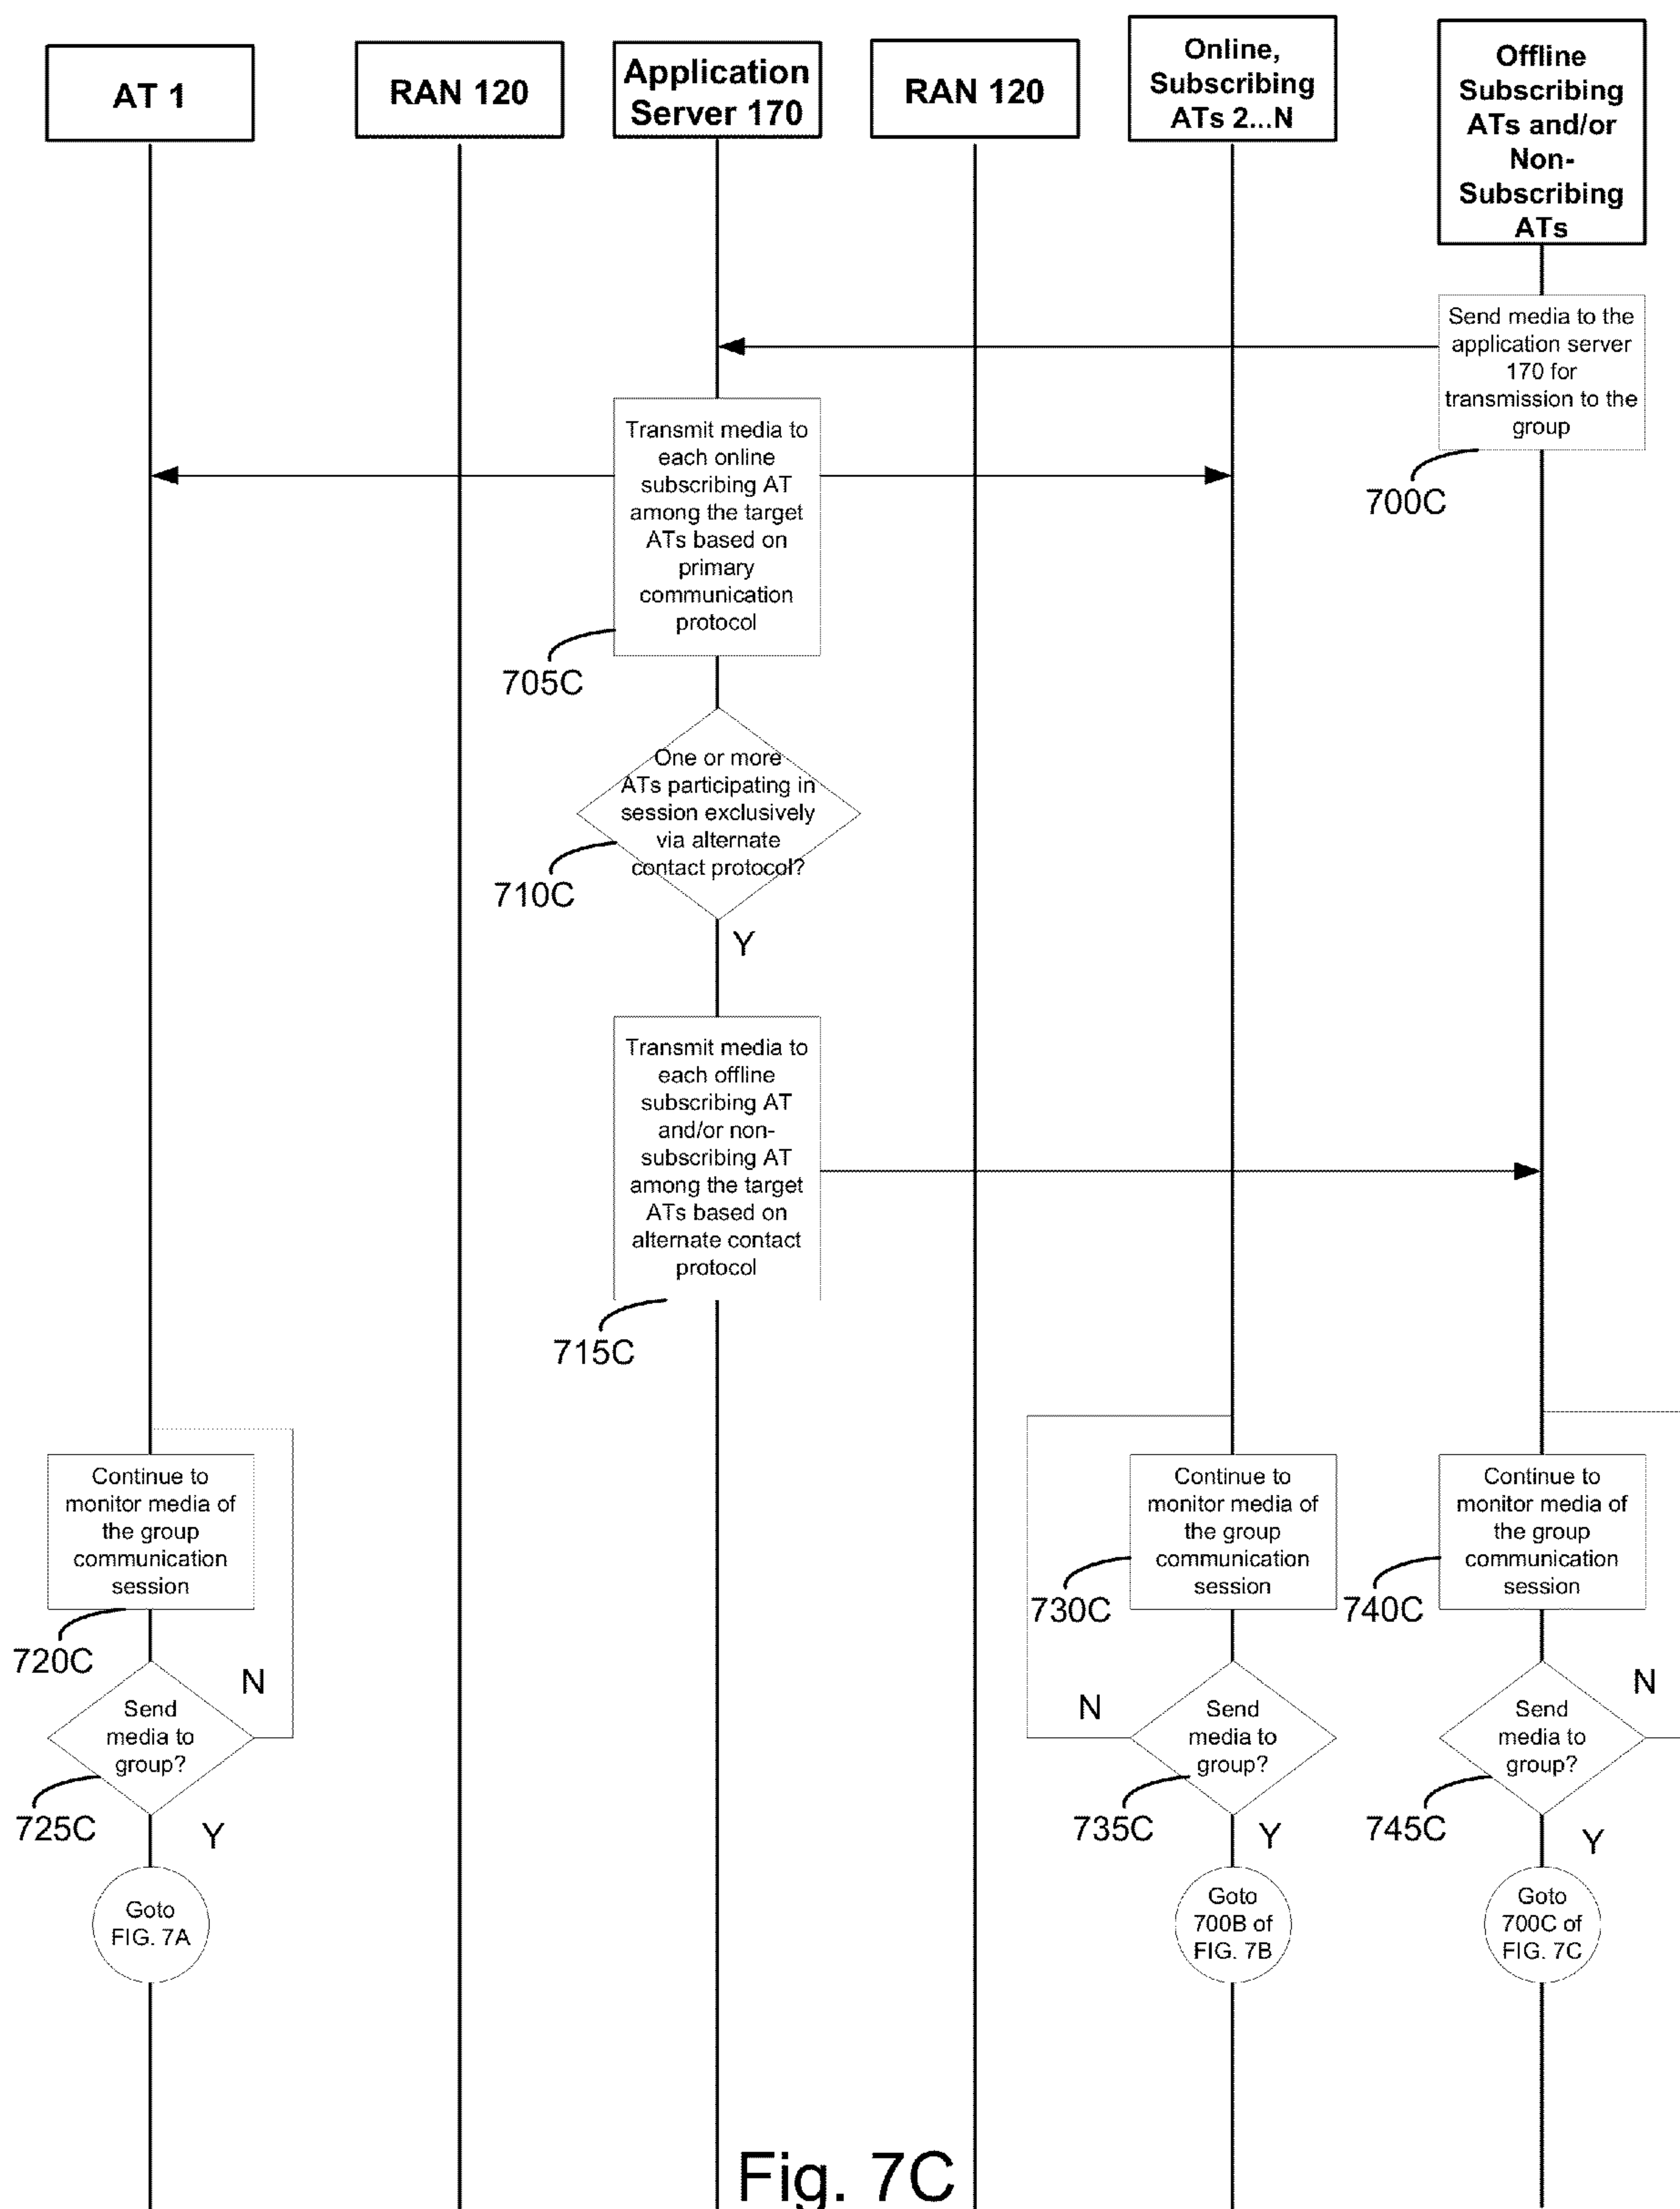 AT 1
RAN 120
Application
Server 170
RAN 120
Online,
Subscribing
ATs 2...N
Offline
Subscribing
ATs and/or
Non-
Subscribing
ATs
Send media to the
application server
170 for
transmission to the
group
700C
Transmit media to
each online
subscribing AT
among the target
ATs based on
primary
communication
protocol
705C
One or more
ATs participating in
session exclusively
via alternate
contact protocol?
710C
Y
Transmit media to
each offline
subscribing AT
and/or non-
subscribing AT
among the target
ATs based on
alternate contact
protocol
715C
Continue to
monitor media of
the group
communication
session
720C
Send
media to
group?
N
725C
Y
Goto
FIG. 7A
Continue to
monitor media of
the group
communication
session
730C
Send
media to
group?
N
735C
Y
Goto
700B of
FIG. 7B
Continue to
monitor media of
the group
communication
session
740C
Send
media to
group?
N
745C
Y
Goto
700C of
FIG. 7C
Fig. 7C